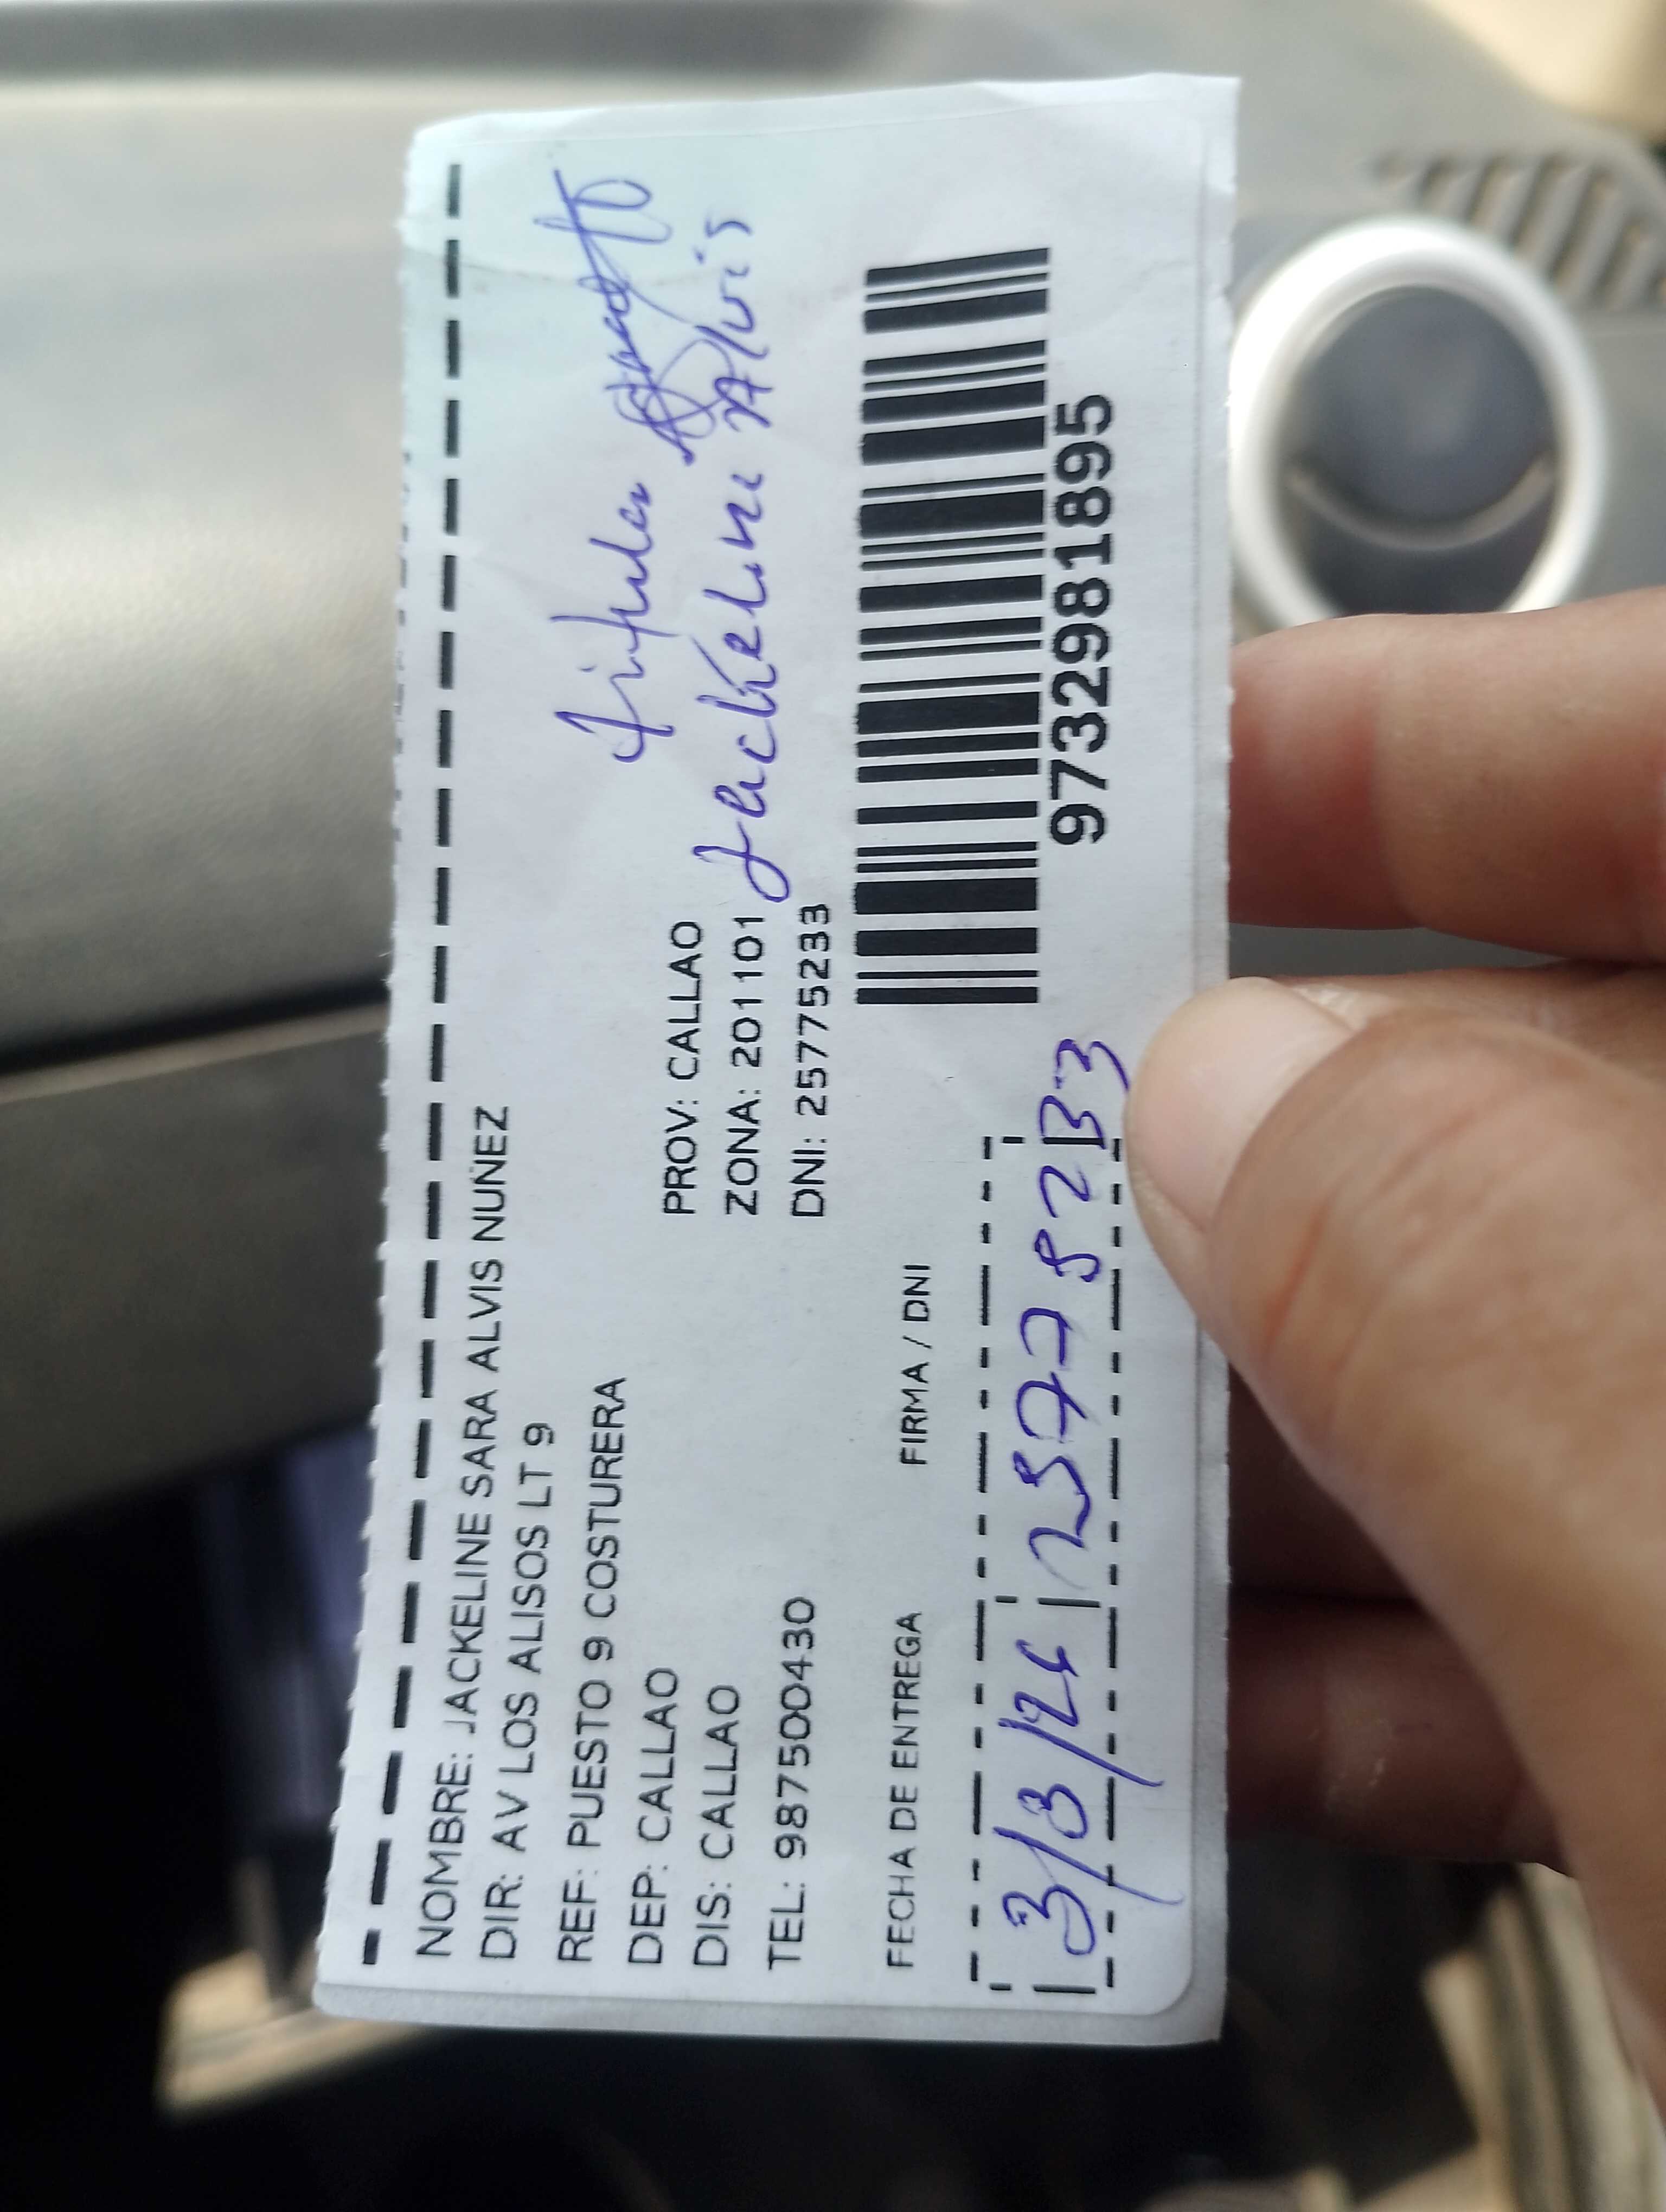 NOMBRE: JACKELINE SARA ALVIS NUÑEZ
DIR: AV LOS ALISOS LT 9
REF: PUESTO 9 COSTURERA
DEP: CALLAO
PROV: CALLAO
DIS: CALLAO
ZONA: 201101
TEL: 987500430
DNI: 25775233
Titular
Jackeline Alvis
FECHA DE ENTREGA
FIRMA / DNI
3/3/26
25775233
9732981895